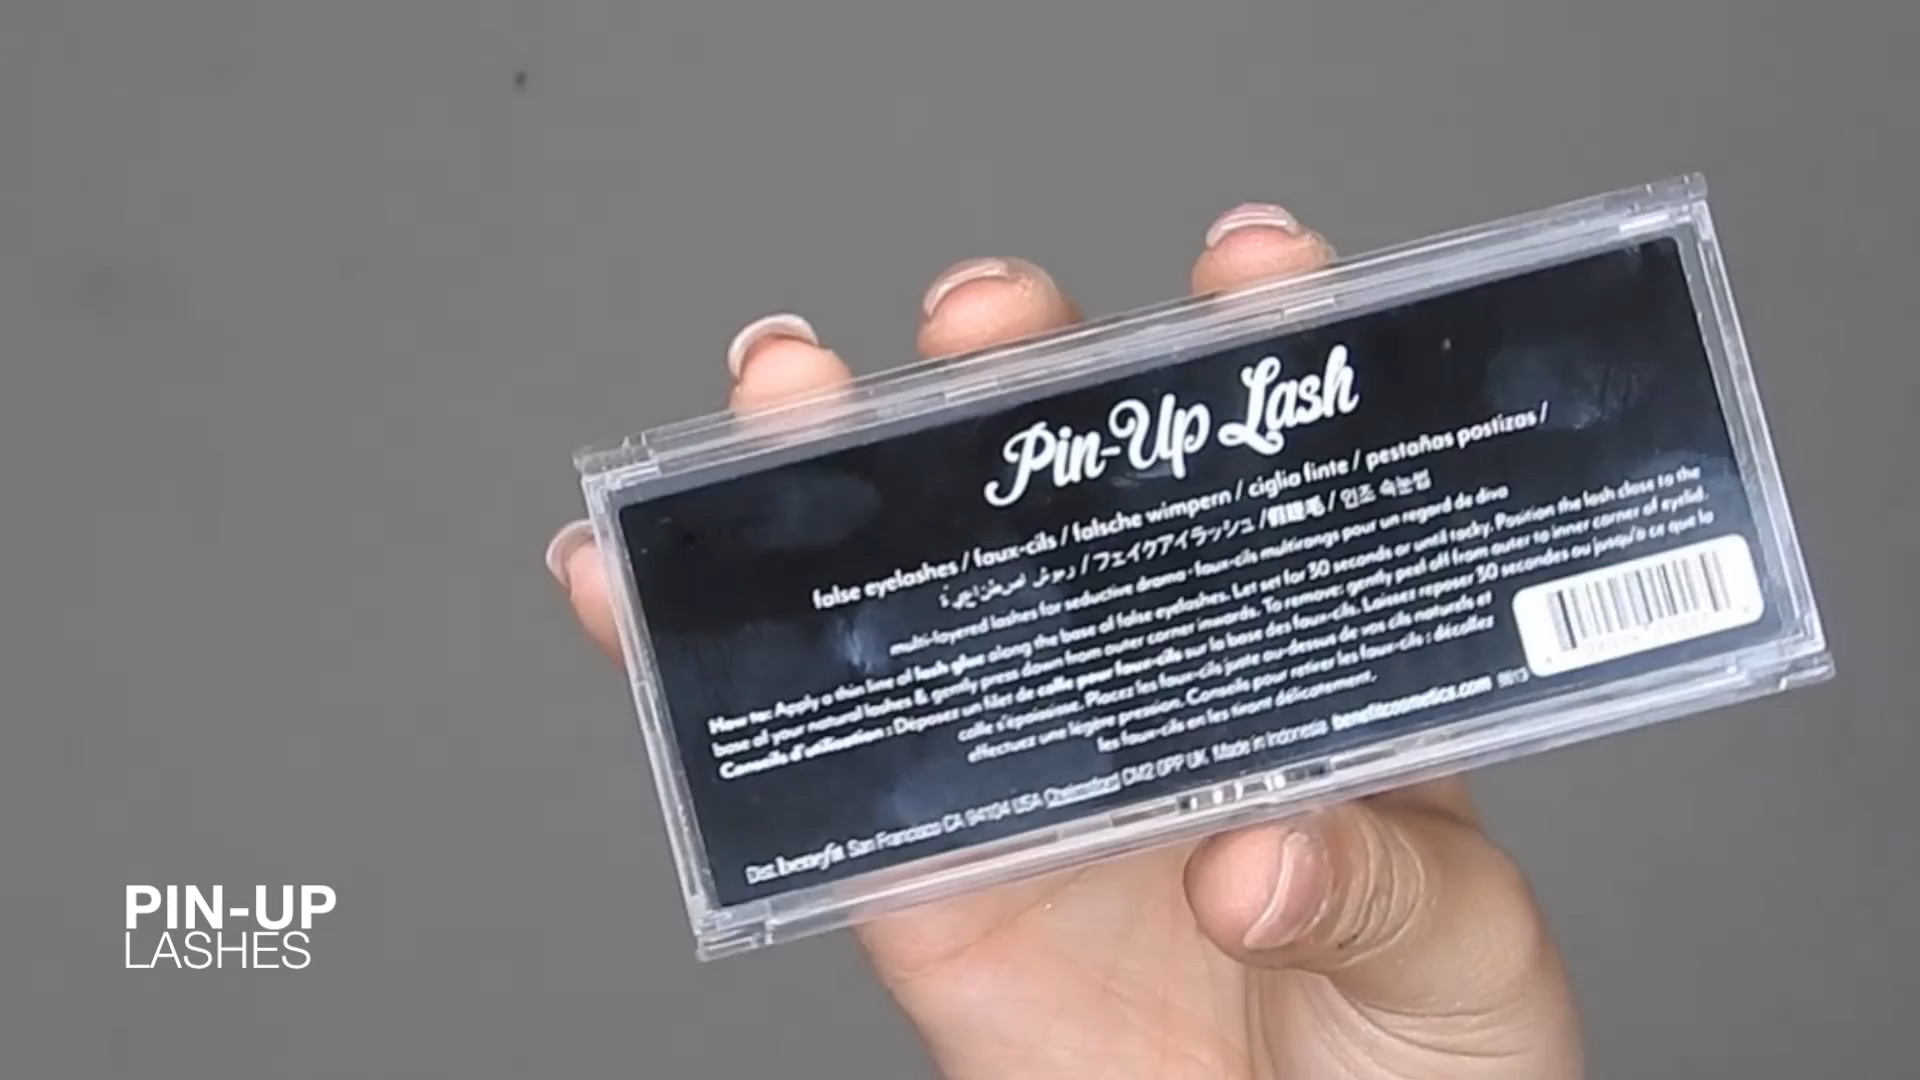 Pin-Up Lash
false eyelashes / faux-cils / falsche wimpern / ciglia finte / pestañas postizas /
/ フェイクアイラッシュ / 假睫毛 / 인조 속눈썹
multi-layered lashes for seductive drama · faux-cils multirangs pour un regard de diva
How to: Apply a thin line of lash glue along the base of false eyelashes. Let set for 30 seconds or until tacky. Position the lash close to the
base of your natural lashes & gently press down from outer corner inwards. To remove: gently peel off from outer to inner corner of eyelid.
Conseils d'utilisation : Déposez un filet de colle pour faux-cils sur la base des faux-cils. Laissez reposer 30 secondes ou jusqu'à ce que la
colle s'épaississe. Placez les faux-cils juste au-dessus de vos cils naturels et
effectuez une légère pression. Conseils pour retirer les faux-cils : décollez
les faux-cils en les tirant délicatement.
Dist. benefit San Francisco CA 94104 USA Chelmsford CM2 0PP UK Made in Indonesia benefitcosmetics.com
PIN-UP
LASHES